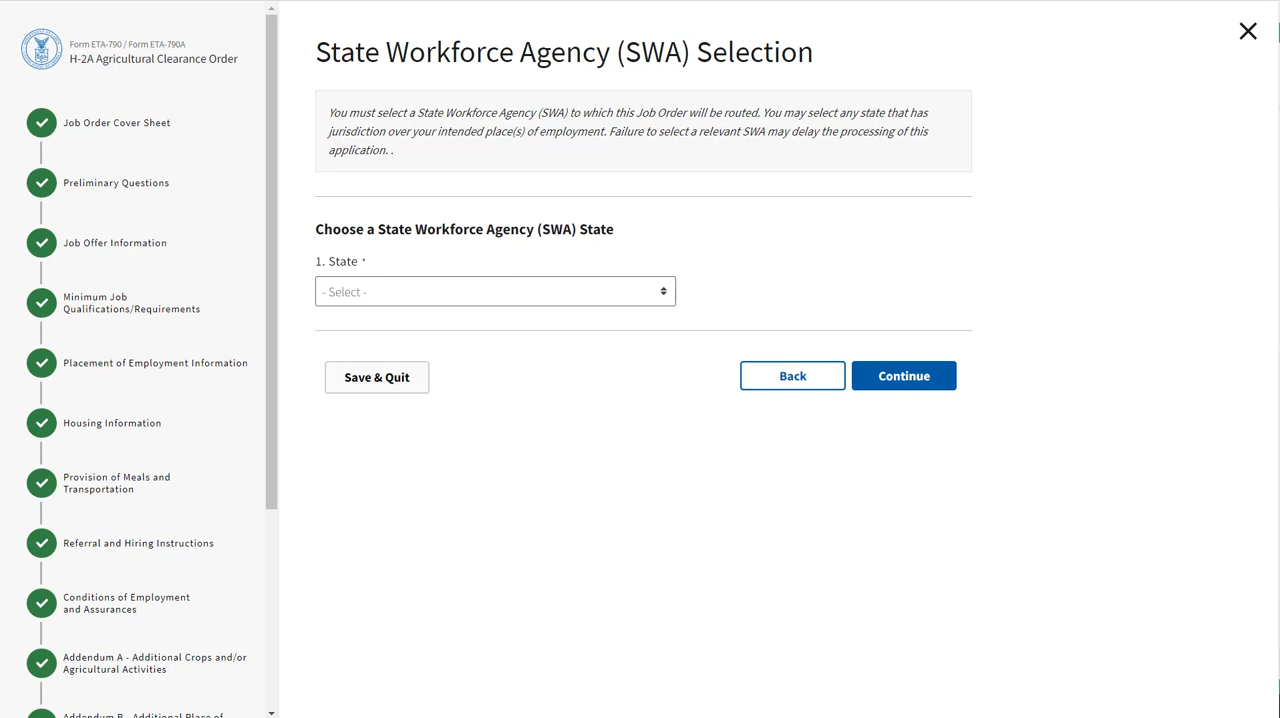 Form ETA-790 / Form ETA-790A
H-2A Agricultural Clearance Order
Job Order Cover Sheet
Preliminary Questions
Job Offer Information
Minimum Job
Qualifications/Requirements
Placement of Employment Information
Housing Information
Provision of Meals and
Transportation
Referral and Hiring Instructions
Conditions of Employment
and Assurances
Addendum A - Additional Crops and/or
Agricultural Activities
Addendum B - Additional Place of
State Workforce Agency (SWA) Selection
You must select a State Workforce Agency (SWA) to which this Job Order will be routed. You may select any state that has
jurisdiction over your intended place(s) of employment. Failure to select a relevant SWA may delay the processing of this
application. .
Choose a State Workforce Agency (SWA) State
1. State *
- Select -
Save & Quit
Back
Continue